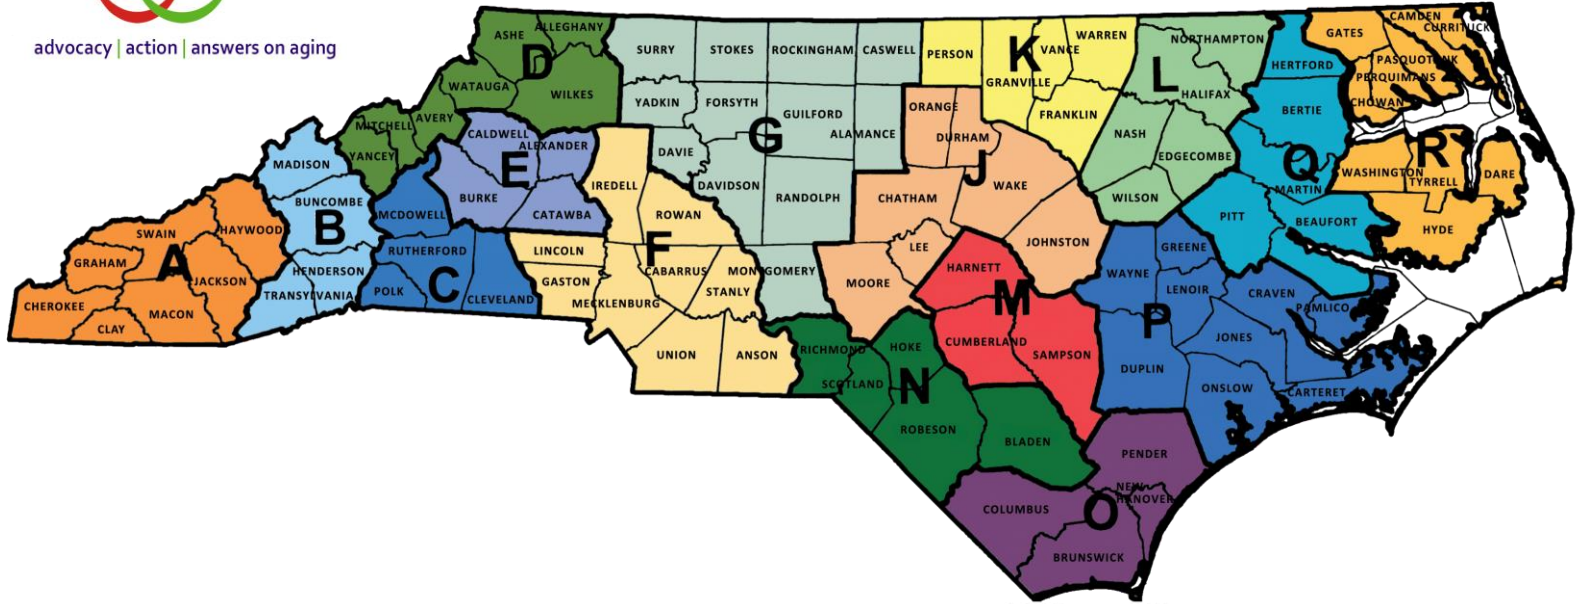 advocacy | action | answers on aging
ASHE
ALLEGHANY
D
WATAUGA
WILKES
MITCHELL
AVERY
YANCEY
SURRY
STOKES
ROCKINGHAM
CASWELL
YADKIN
FORSYTH
GUILFORD
ALAMANCE
G
DAVIE
DAVIDSON
RANDOLPH
MONTGOMERY
PERSON
K
VANCE
WARREN
GRANVILLE
FRANKLIN
NORTHAMPTON
L
HALIFAX
NASH
EDGECOMBE
WILSON
HERTFORD
BERTIE
Q
MARTIN
PITT
BEAUFORT
GATES
CAMDEN
CURRITUCK
PASQUOTANK
PERQUIMANS
CHOWAN
R
WASHINGTON
TYRRELL
DARE
HYDE
CALDWELL
ALEXANDER
E
BURKE
CATAWBA
MADISON
BUNCOMBE
B
HENDERSON
TRANSYLVANIA
SWAIN
HAYWOOD
GRAHAM
A
JACKSON
CHEROKEE
MACON
CLAY
MCDOWELL
RUTHERFORD
POLK
C
CLEVELAND
IREDELL
ROWAN
LINCOLN
F
CABARRUS
GASTON
MECKLENBURG
STANLY
UNION
ANSON
ORANGE
DURHAM
J
WAKE
CHATHAM
LEE
JOHNSTON
MOORE
HARNETT
M
CUMBERLAND
SAMPSON
RICHMOND
HOKE
SCOTLAND
N
ROBESON
BLADEN
GREENE
WAYNE
LENOIR
CRAVEN
PAMLICO
P
JONES
DUPLIN
ONSLOW
CARTERET
PENDER
NEW
HANOVER
COLUMBUS
O
BRUNSWICK